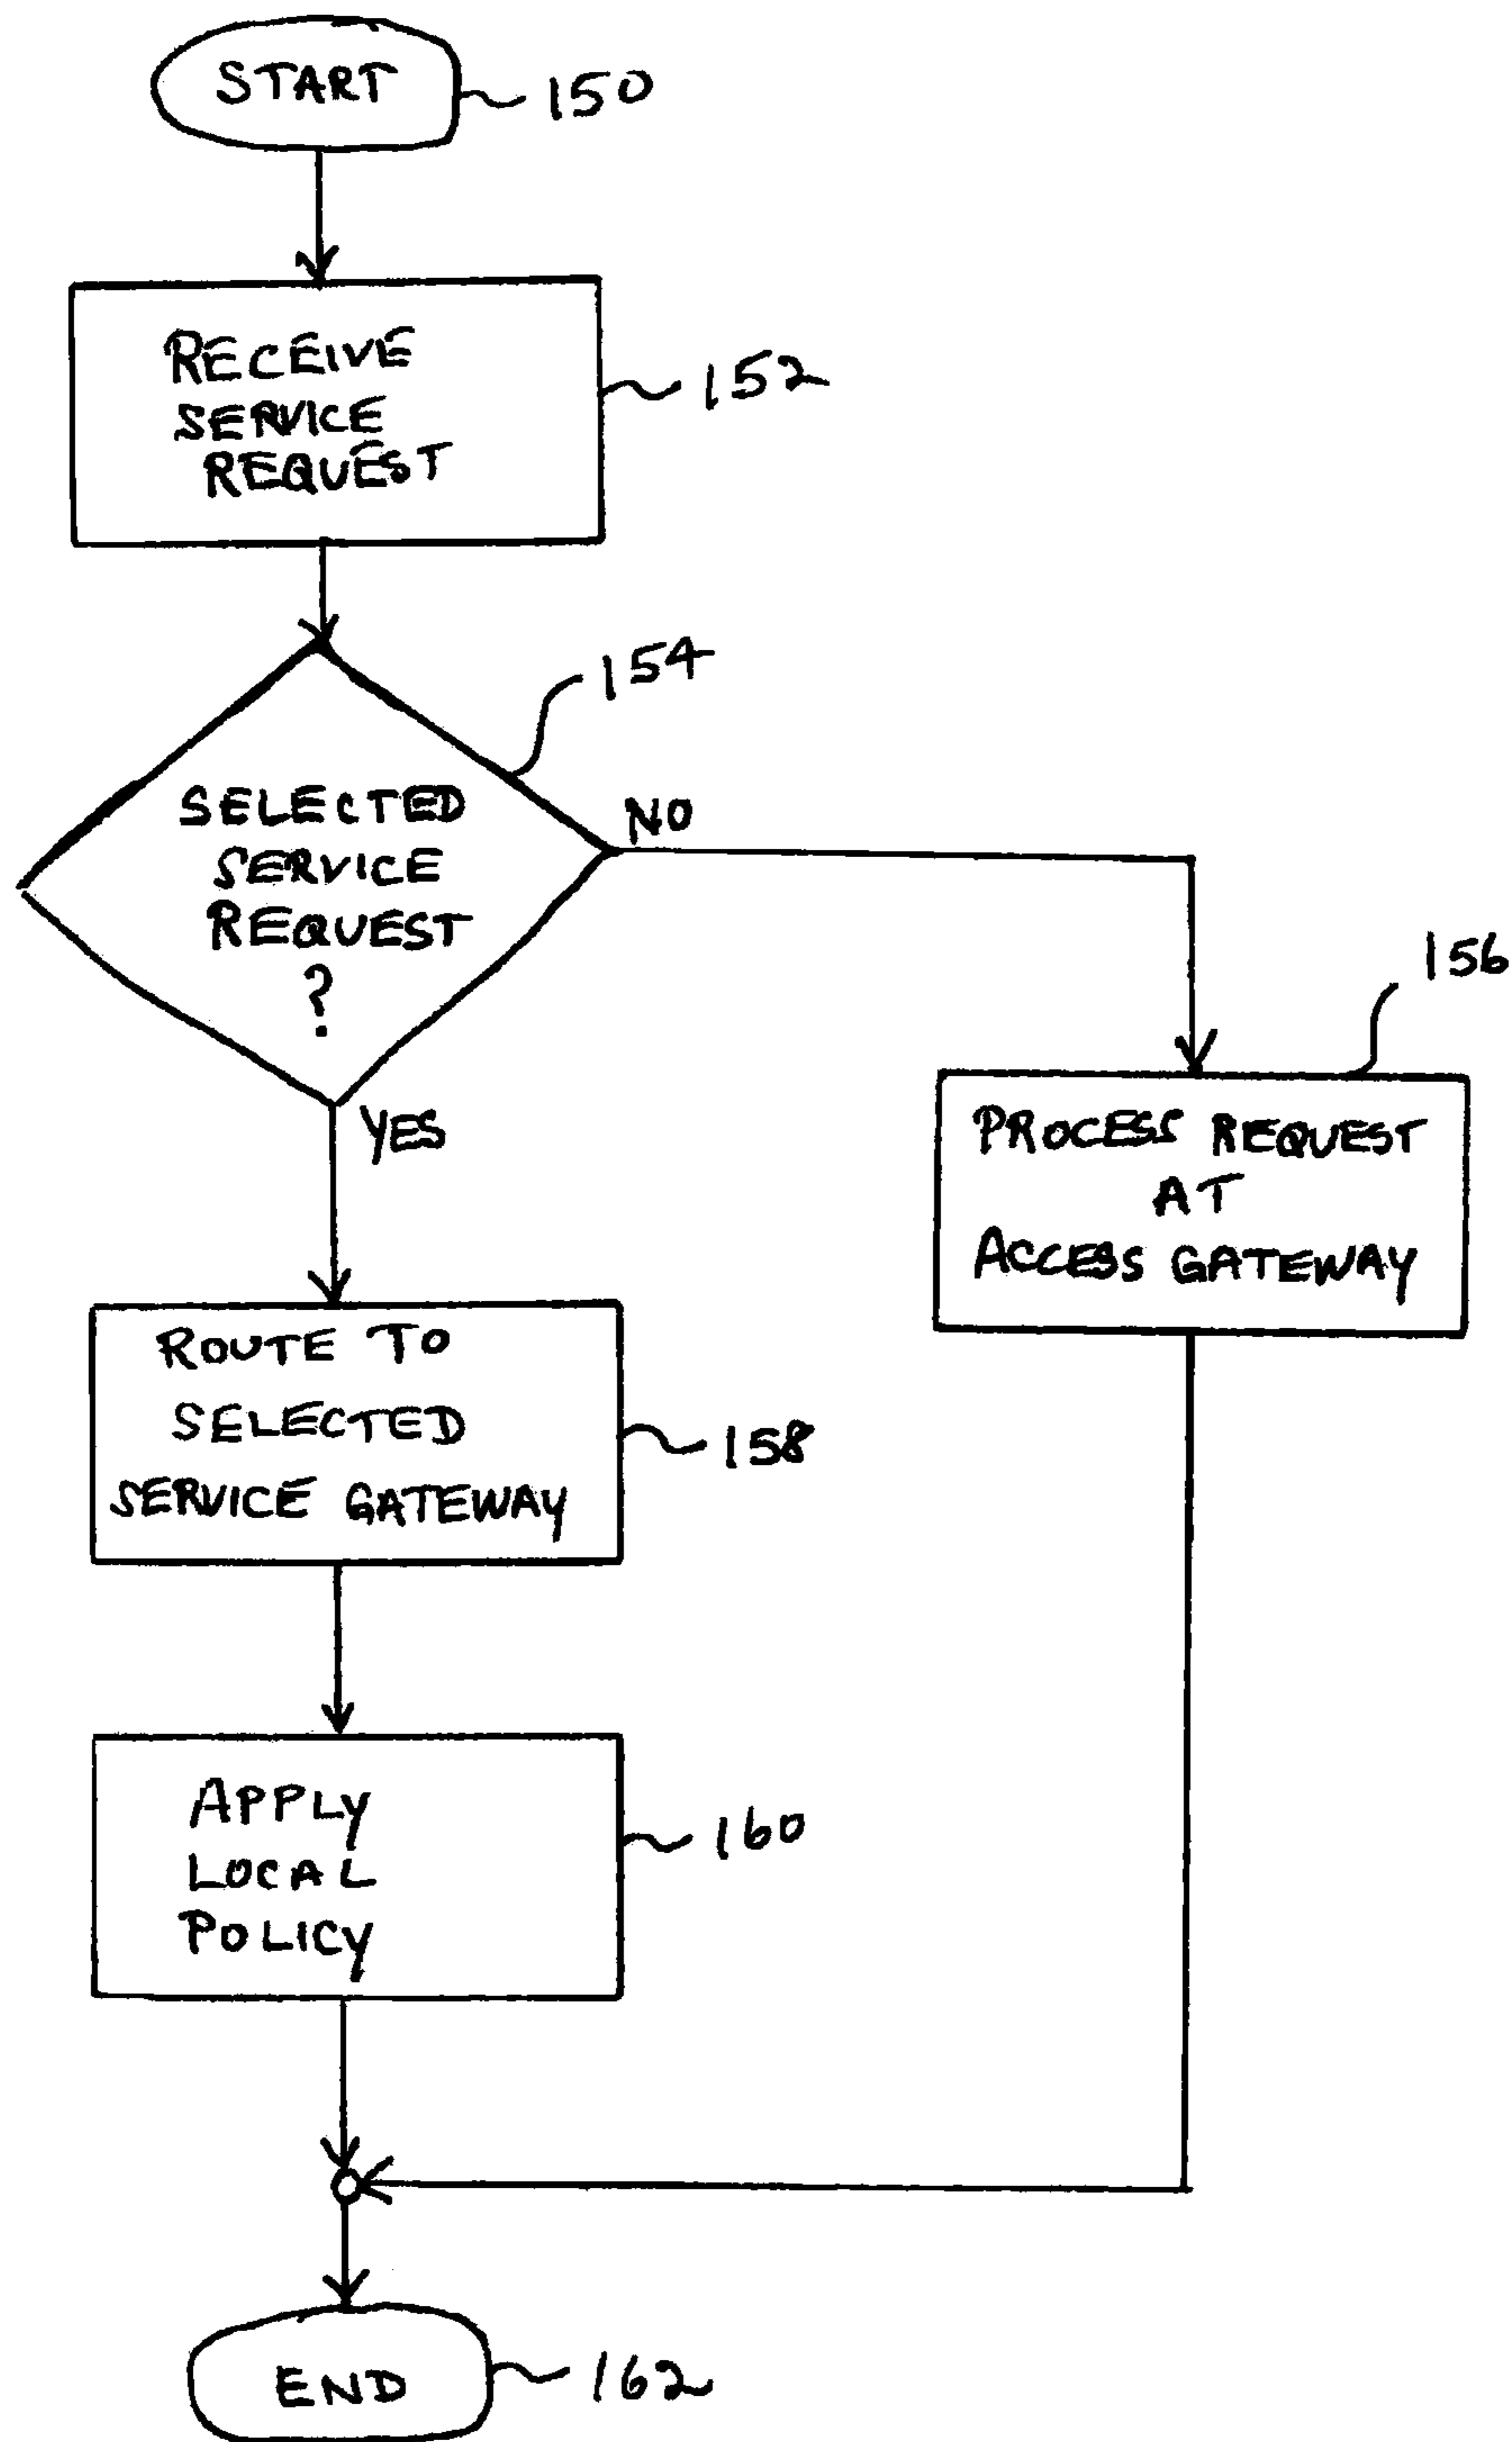 START
150
RECEIVE
SERVICE
REQUEST
152
154
SELECTED
SERVICE
REQUEST
?
NO
YES
156
PROCESS REQUEST
AT
ACCESS GATEWAY
ROUTE TO
SELECTED
SERVICE GATEWAY
158
APPLY
LOCAL
POLICY
160
END
162